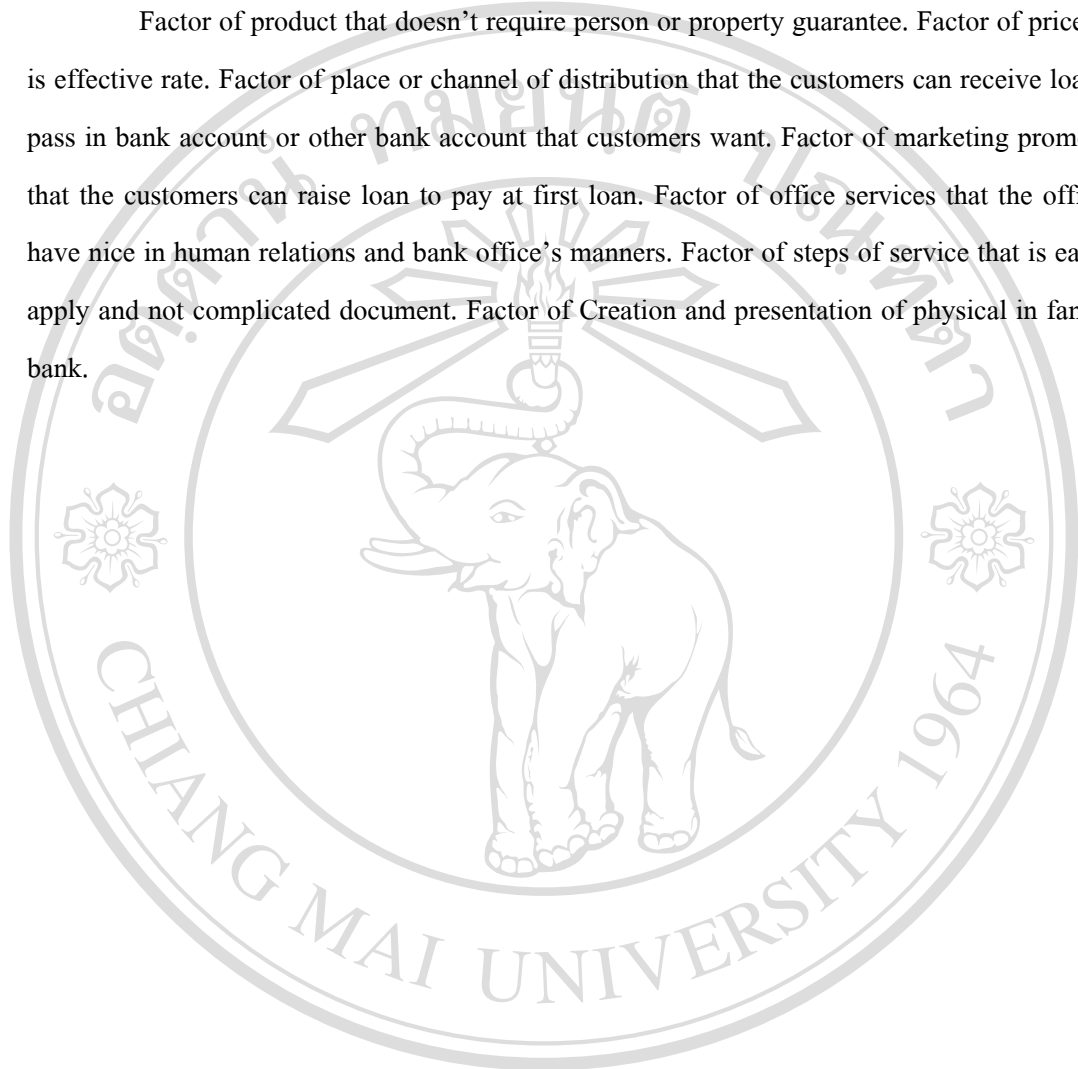 Factor of product that doesn’t require person or property guarantee. Factor of price
is effective rate. Factor of place or channel of distribution that the customers can receive loa
pass in bank account or other bank account that customers want. Factor of marketing prom
that the customers can raise loan to pay at first loan. Factor of office services that the offi
have nice in human relations and bank office’s manners. Factor of steps of service that is ea
apply and not complicated document. Factor of Creation and presentation of physical in fam
bank.
CHIANG MAI UNIVERSITY 1964